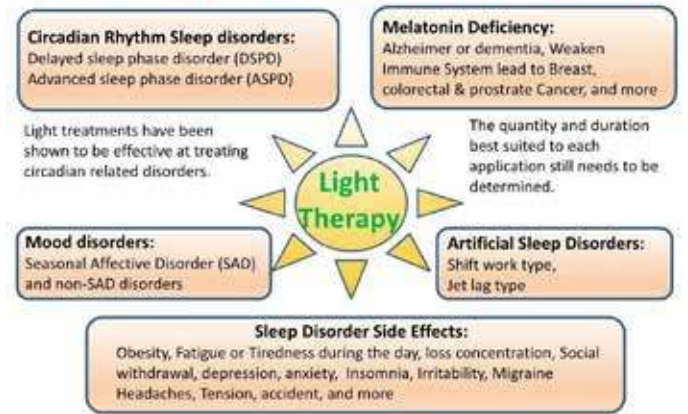 Circadian Rhythm Sleep disorders:
Delayed sleep phase disorder (DSPD)
Advanced sleep phase disorder (ASPD)
Melatonin Deficiency:
Alzheimer or dementia, Weaken
Immune System lead to Breast,
colorectal & prostrate Cancer, and more
Light treatments have been
shown to be effective at treating
circadian related disorders.
The quantity and duration
best suited to each
application still needs to be
determined.
Light
Therapy
Mood disorders:
Seasonal Affective Disorder (SAD)
and non-SAD disorders
Artificial Sleep Disorders:
Shift work type,
Jet lag type
Sleep Disorder Side Effects:
Obesity, Fatigue or Tiredness during the day, loss concentration, Social
withdrawal, depression, anxiety, Insomnia, Irritability, Migraine
Headaches, Tension, accident, and more